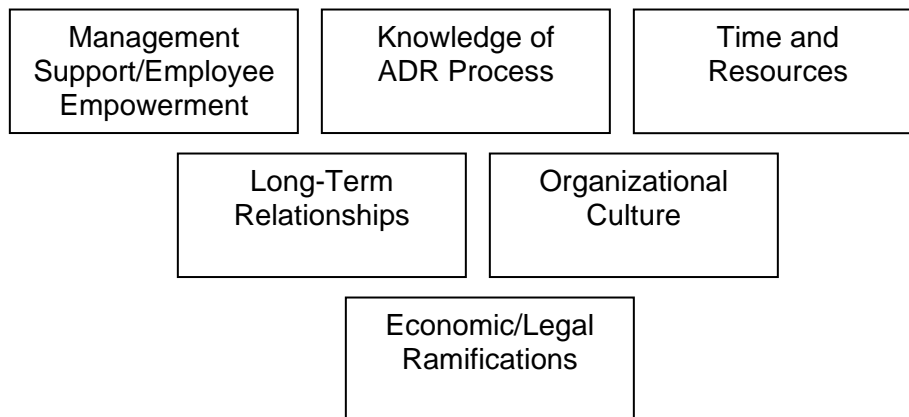 Management
Support/Employee
Empowerment
Knowledge of
ADR Process
Time and
Resources
Long-Term
Relationships
Organizational
Culture
Economic/Legal
Ramifications